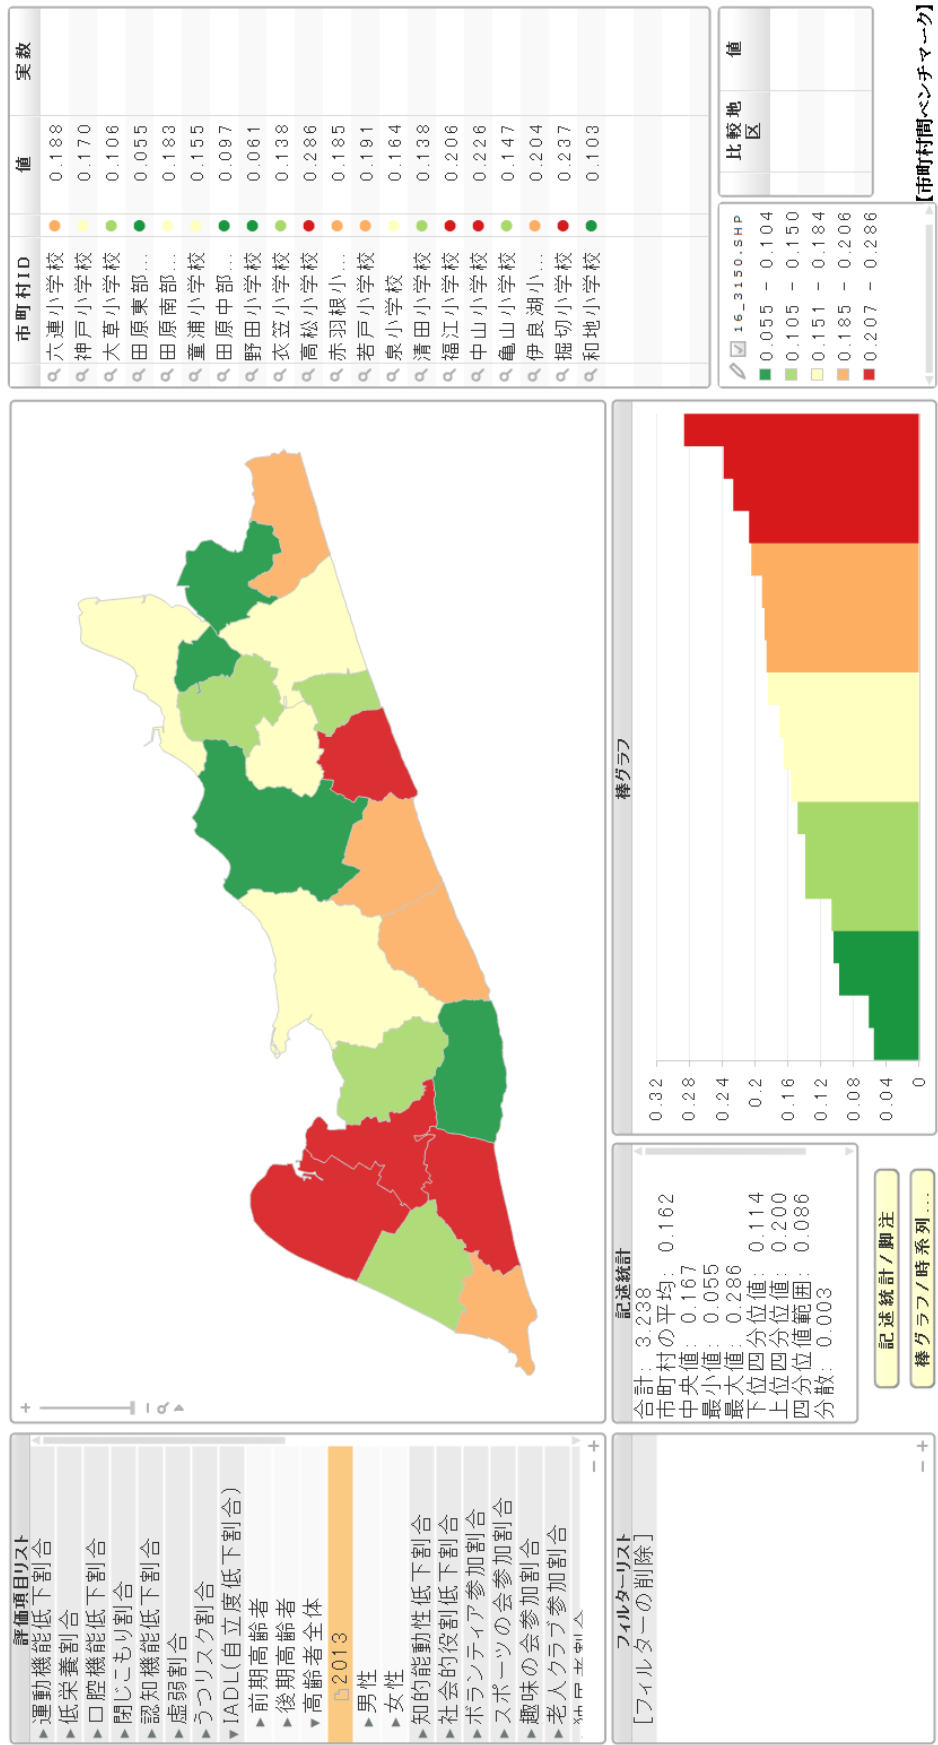 評価項目リスト
▶運動機能低下割合
▶低栄養割合
▶口腔機能低下割合
▶閉じこもり割合
▶認知機能低下割合
▶虚弱割合
▶うつリスク割合
▼IADL(自立度低下割合)
▶前期高齢者
▶後期高齢者
▼高齢者全体
2013
▶男性
▶女性
▶知的能動性低下割合
▶社会的役割低下割合
▶ボランティア参加割合
▶スポーツの会参加割合
▶趣味の会参加割合
▶老人クラブ参加割合
− +
フィルターリスト
[フィルターの削除]
− +
+
−
市町村ID 値 実数
六連小学校 0.188
神戸小学校 0.170
大草小学校 0.106
田原東部... 0.055
田原南部... 0.183
童浦小学校 0.155
田原中部... 0.097
野田小学校 0.061
衣笠小学校 0.138
高松小学校 0.286
赤羽根小... 0.185
若戸小学校 0.191
泉小学校 0.164
清田小学校 0.138
福江小学校 0.206
中山小学校 0.226
亀山小学校 0.147
伊良湖小... 0.204
堀切小学校 0.237
和地小学校 0.103
記述統計
合計: 3.238
市町村の平均: 0.162
中央値: 0.167
最小値: 0.055
最大値: 0.286
下位四分位値: 0.114
上位四分位値: 0.200
四分位値範囲: 0.086
分散: 0.003
記述統計/脚注
棒グラフ/時系列...
棒グラフ
0.32
0.28
0.24
0.2
0.16
0.12
0.08
0.04
0
16_3150.SHP
0.055 - 0.104
0.105 - 0.150
0.151 - 0.184
0.185 - 0.206
0.207 - 0.286
比較地区 値
【市町村間ベンチマーク】